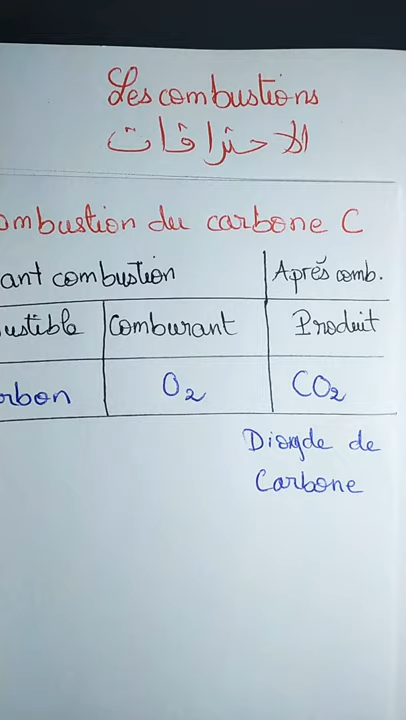 Les combustions
الاحتراقات
ombustion du carbone C
ant combustion Après comb.
ustible Comburant Produit
rbon O₂ CO₂
Dioxyde de
Carbone